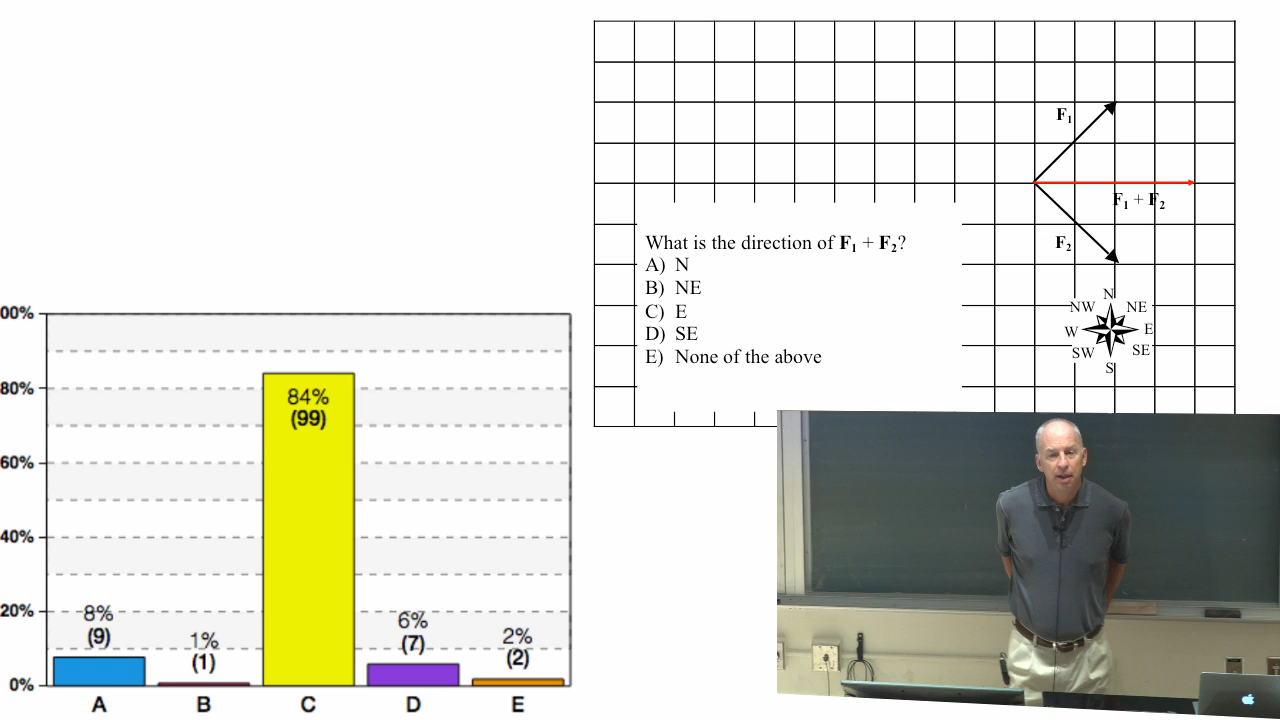 F1
F1 + F2
F2
What is the direction of F1 + F2?
A) N
B) NE
C) E
D) SE
E) None of the above
N
NW
NE
W
E
SW
SE
S
00%
80%
60%
40%
20%
0%
8%
(9)
1%
(1)
84%
(99)
6%
(7)
2%
(2)
A
B
C
D
E